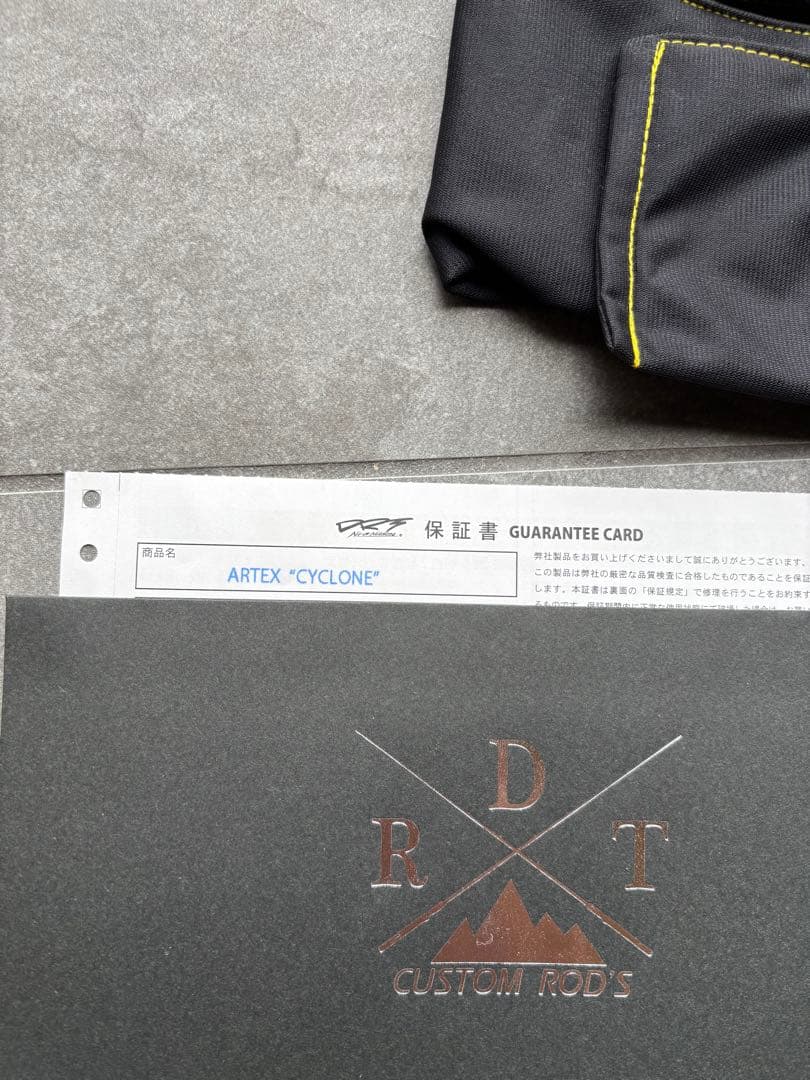 DRT 保証書 GUARANTEE CARD
商品名
ARTEX "CYCLONE"
弊社製品をお買い上げくださいまして誠にありがとうございます。
この製品は弊社の厳密な品質検査に合格したものであることを保証
します。本証書は裏面の「保証規定」で修理を行うことをお約束す
D
R T
CUSTOM ROD'S